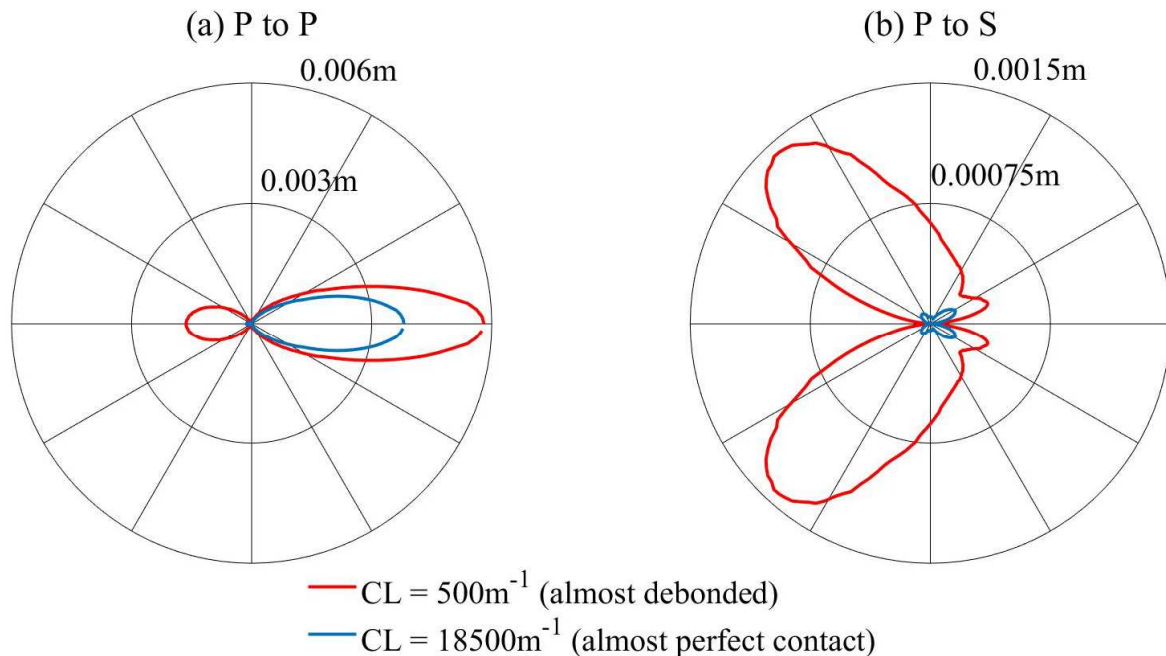 (a) P to P
(b) P to S
0.006m
0.0015m
0.003m
0.00075m
CL = 500m⁻¹ (almost debonded)
CL = 18500m⁻¹ (almost perfect contact)